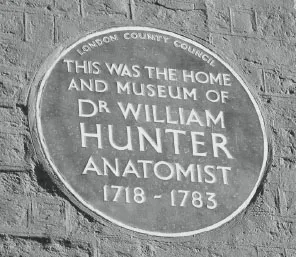 LONDON COUNTY COUNCIL
THIS WAS THE HOME
AND MUSEUM OF
DR WILLIAM
HUNTER
ANATOMIST
1718-1783